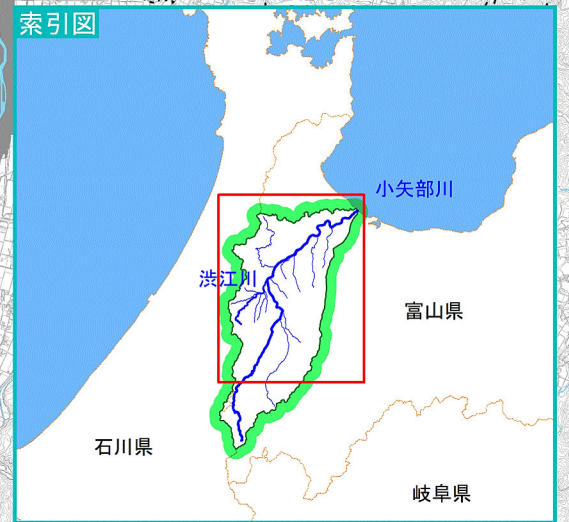 索引図
小矢部川
渋江川
富山県
石川県
岐阜県